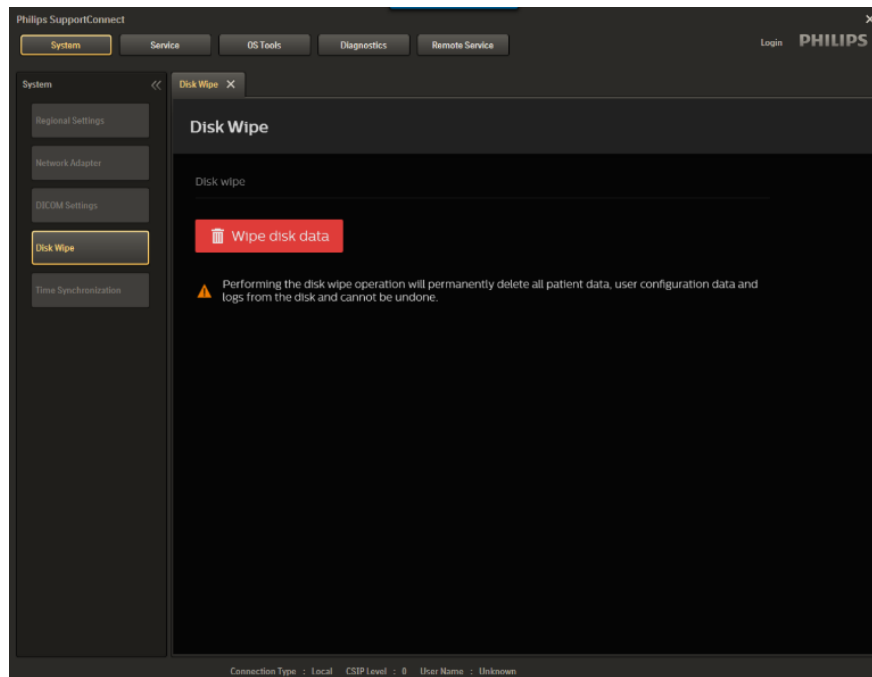 Philips SupportConnect
System Service OS Tools Diagnostics Remote Service Login PHILIPS
System
Disk Wipe
Regional Settings
Network Adapter
DICOM Settings
Disk Wipe
Time Synchronization
Disk Wipe
Disk wipe
Wipe disk data
Performing the disk wipe operation will permanently delete all patient data, user configuration data and
logs from the disk and cannot be undone.
Connection Type : Local CSIP Level : 0 User Name : Unknown